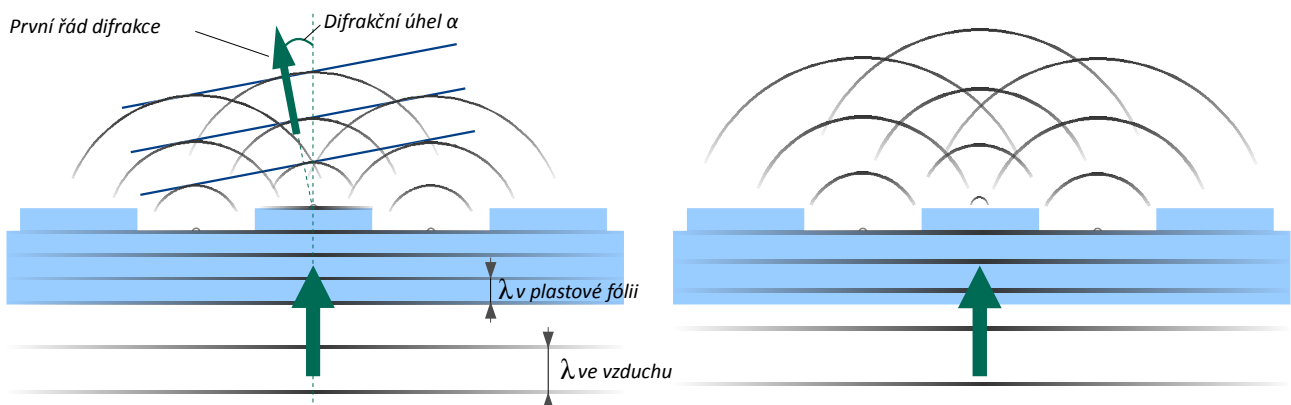 První řád difrakce
Difrakční úhel α
λ v plastové fólii
λ ve vzduchu